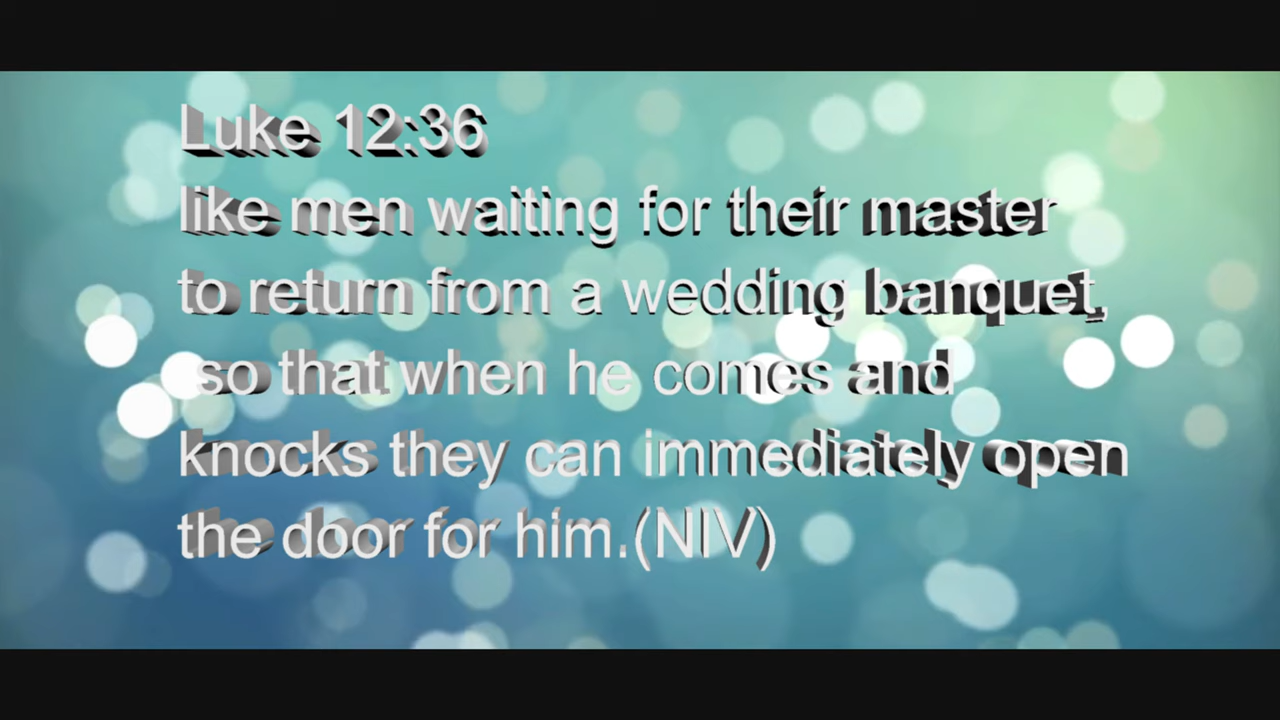 Luke 12:36
like men waiting for their master
to return from a wedding banquet,
so that when he comes and
knocks they can immediately open
the door for him.(NIV)